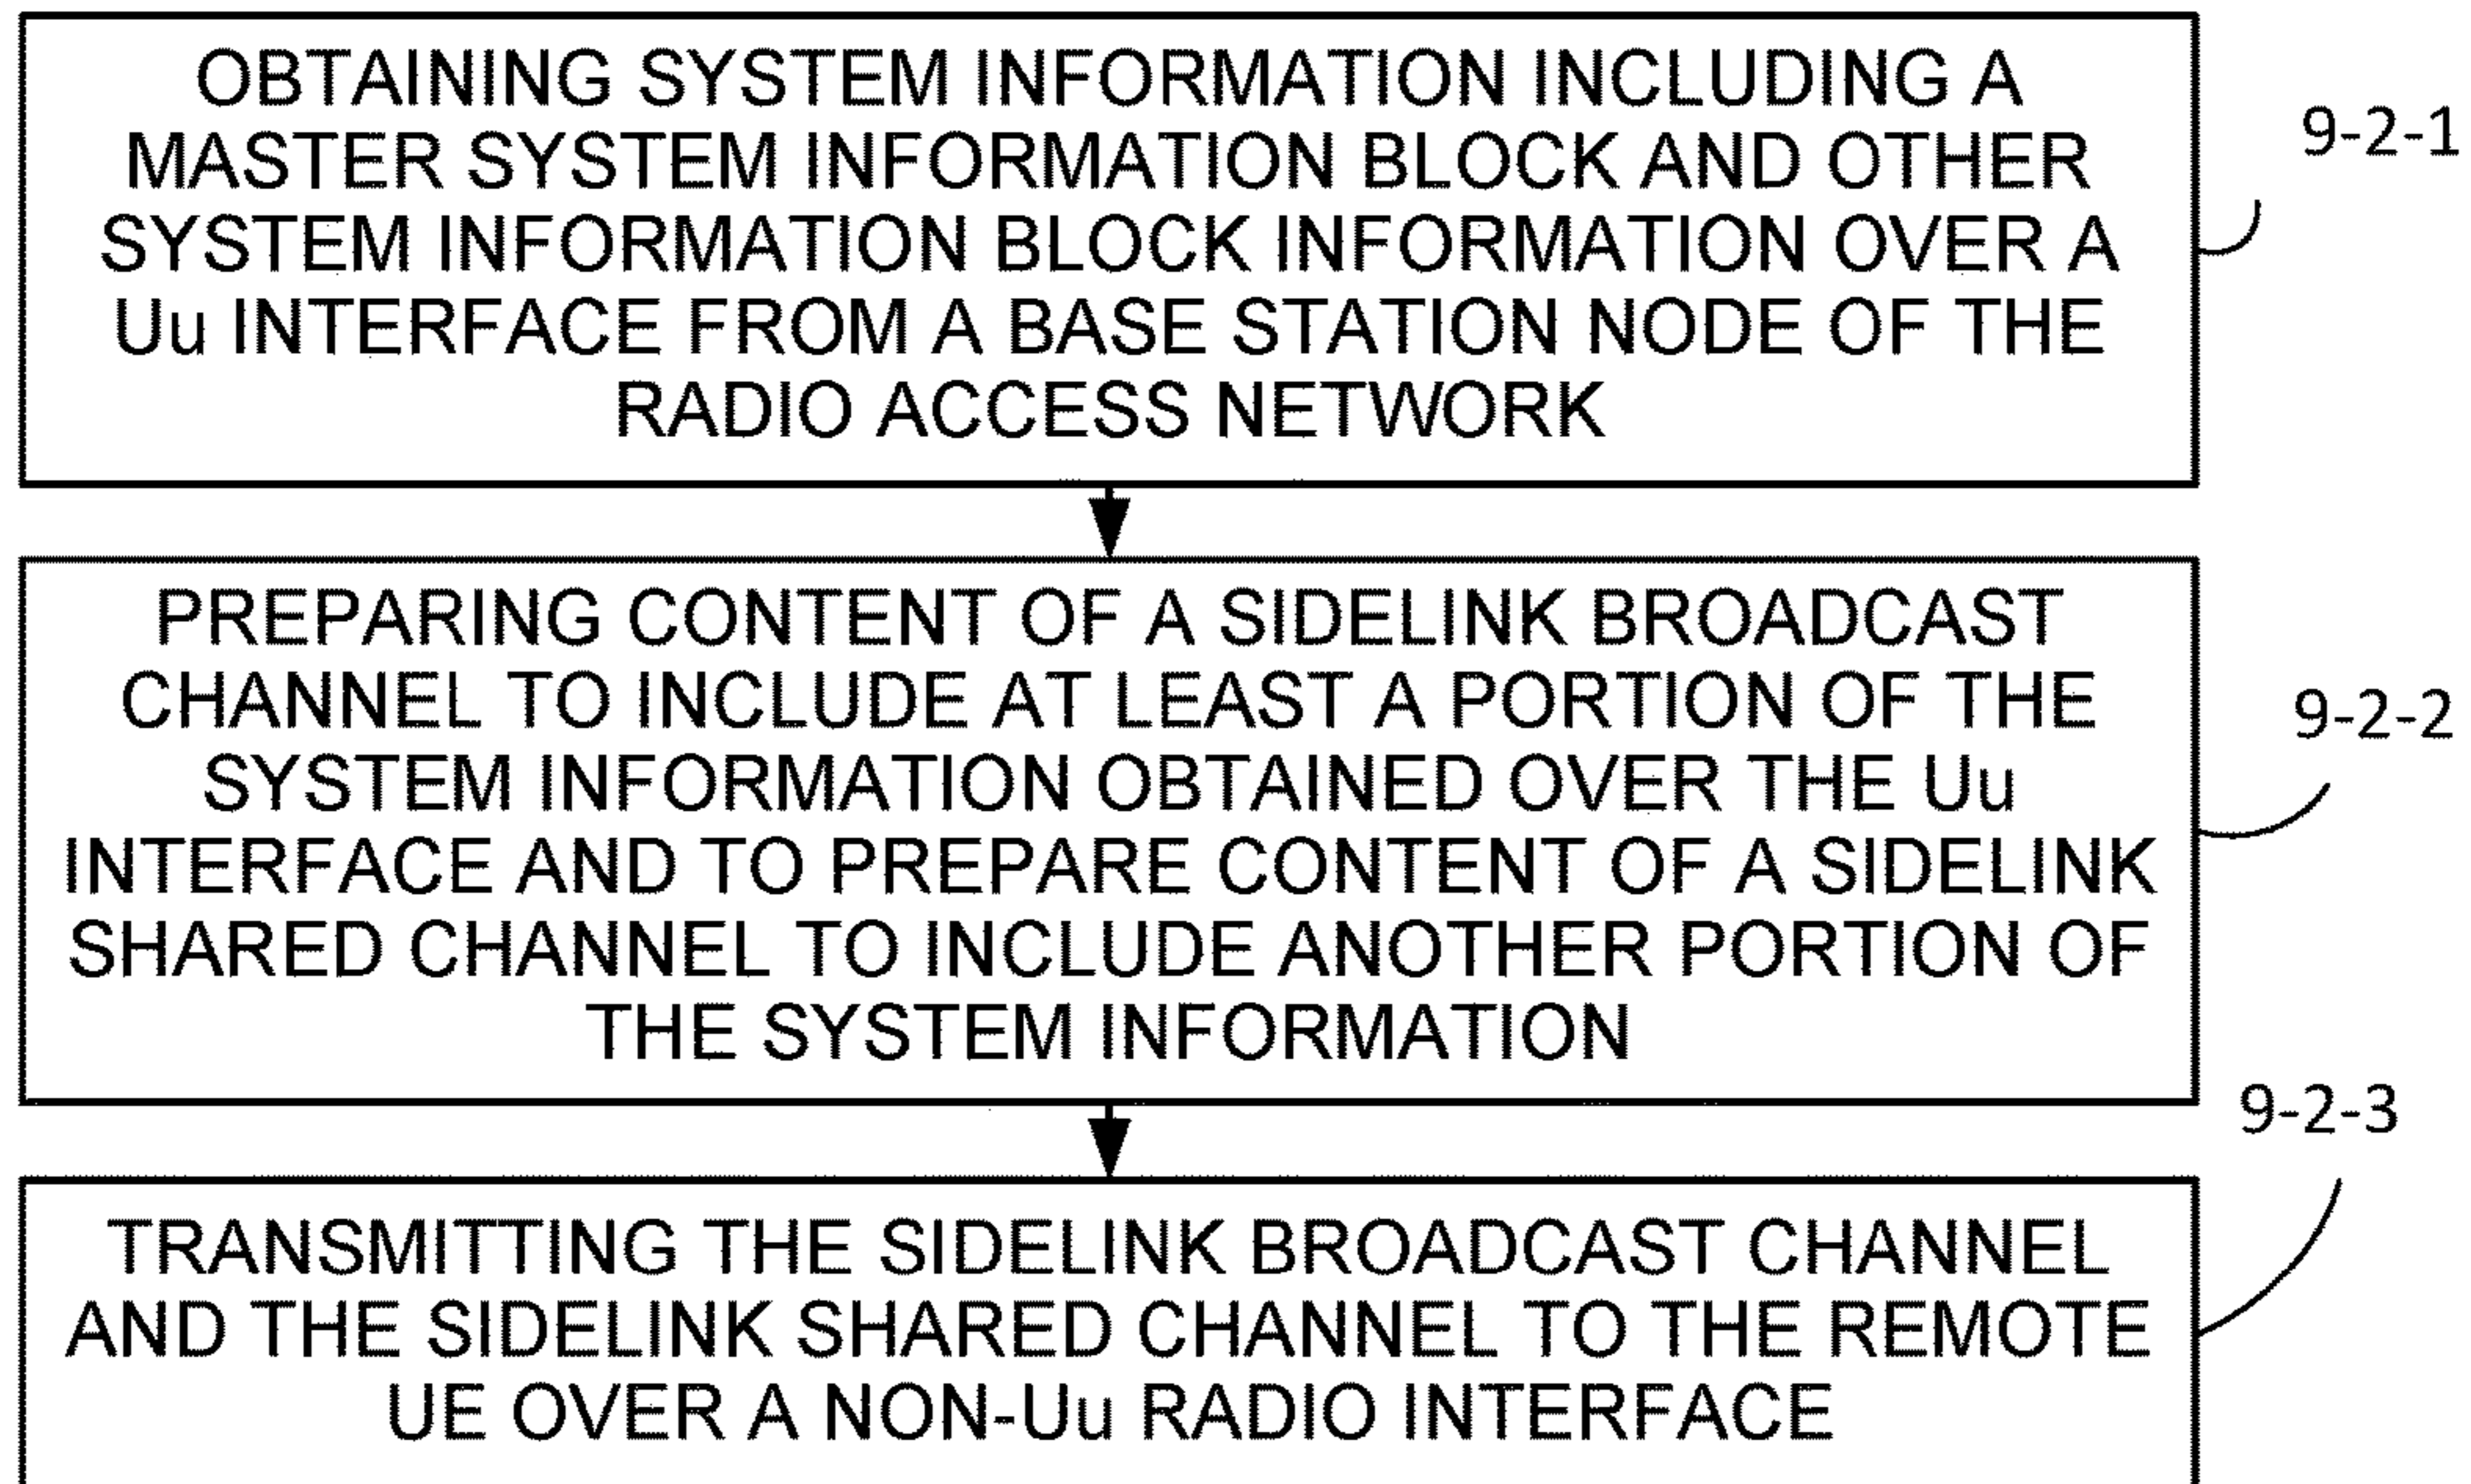 OBTAINING SYSTEM INFORMATION INCLUDING A
MASTER SYSTEM INFORMATION BLOCK AND OTHER
SYSTEM INFORMATION BLOCK INFORMATION OVER A
Uu INTERFACE FROM A BASE STATION NODE OF THE
RADIO ACCESS NETWORK
9-2-1
PREPARING CONTENT OF A SIDELINK BROADCAST
CHANNEL TO INCLUDE AT LEAST A PORTION OF THE
SYSTEM INFORMATION OBTAINED OVER THE Uu
INTERFACE AND TO PREPARE CONTENT OF A SIDELINK
SHARED CHANNEL TO INCLUDE ANOTHER PORTION OF
THE SYSTEM INFORMATION
9-2-2
TRANSMITTING THE SIDELINK BROADCAST CHANNEL
AND THE SIDELINK SHARED CHANNEL TO THE REMOTE
UE OVER A NON-Uu RADIO INTERFACE
9-2-3